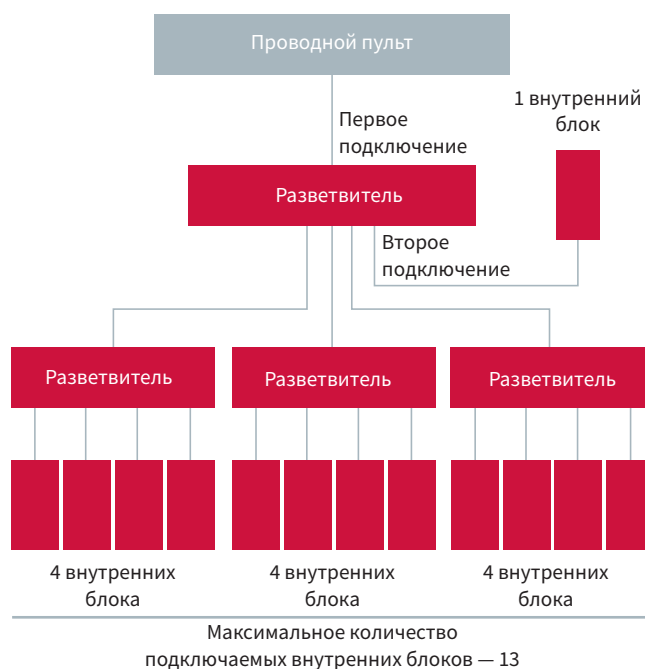 Проводной пульт
1 внутренний
блок
Первое
подключение
Разветвитель
Второе
подключение
Разветвитель
Разветвитель
Разветвитель
4 внутренних
блока
4 внутренних
блока
4 внутренних
блока
Максимальное количество
подключаемых внутренних блоков — 13